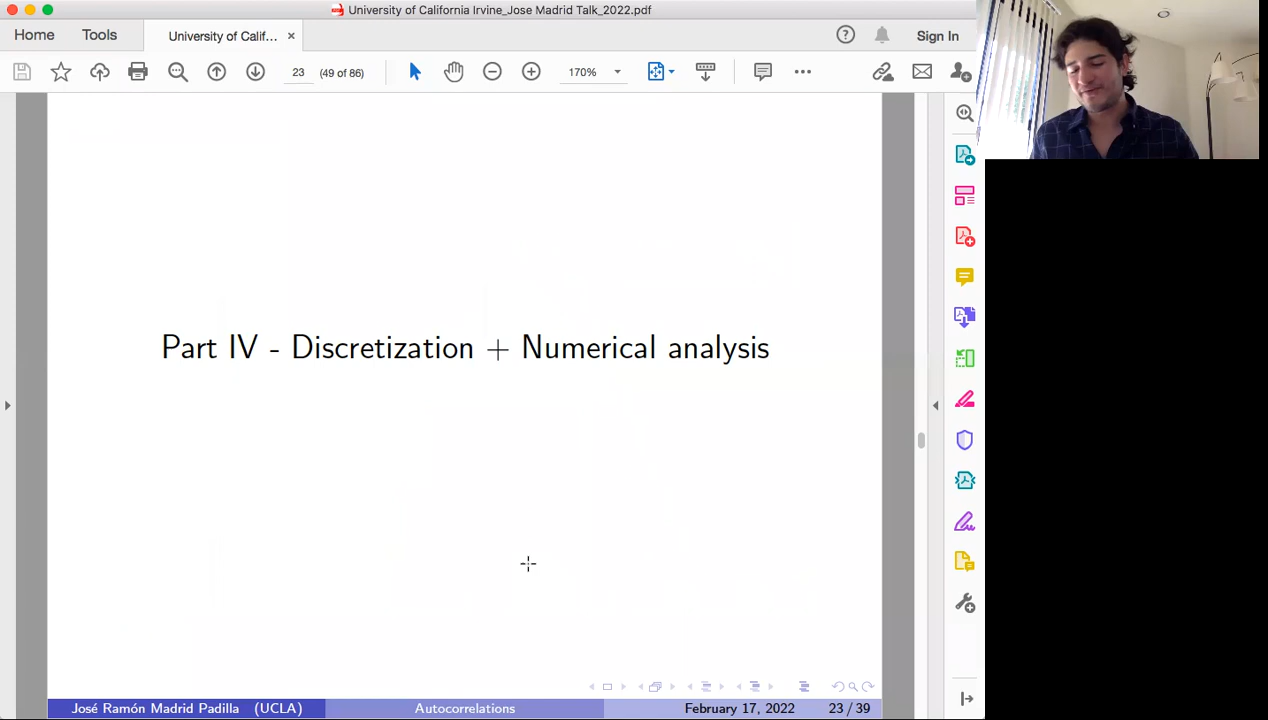 University of California Irvine_Jose Madrid Talk_2022.pdf
Home Tools University of Calif... × Sign In
23 (49 of 86) 170%
Part IV - Discretization + Numerical analysis
José Ramón Madrid Padilla (UCLA) Autocorrelations February 17, 2022 23 / 39